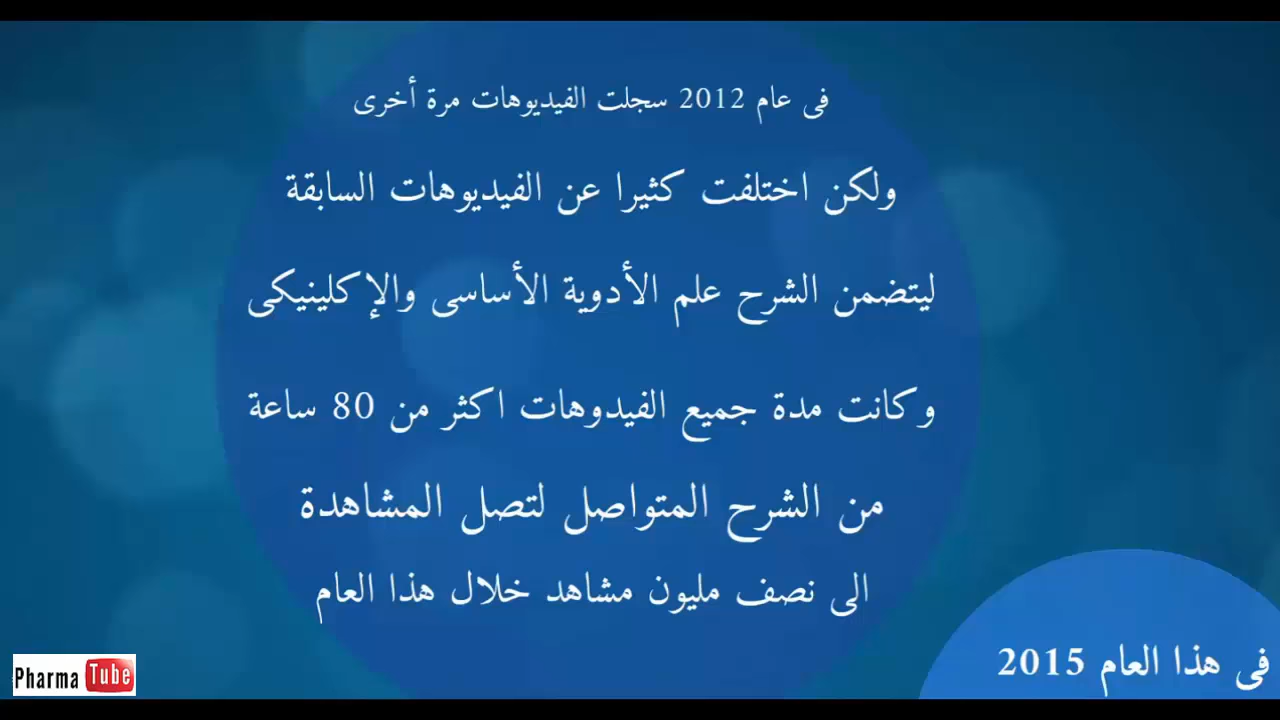 فى عام 2012 سجلت الفيديوهات مرة أخرى
ولكن اختلفت كثيرا عن الفيديوهات السابقة
ليتضمن الشرح علم الأدوية الأساسى والإكلينيكى
وكانت مدة جميع الفيدوهات اكثر من 80 ساعة
من الشرح المتواصل لتصل المشاهدة
الى نصف مليون مشاهد خلال هذا العام
فى هذا العام 2015
Pharma Tube